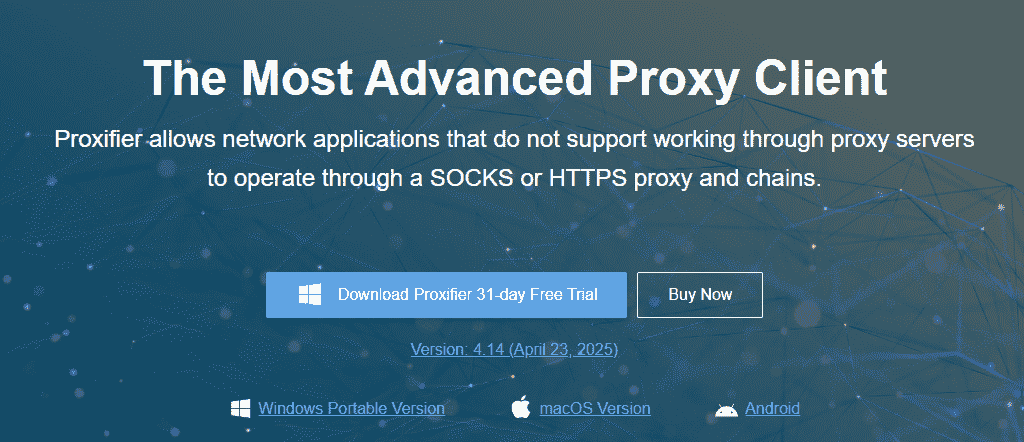 The Most Advanced Proxy Client
Proxifier allows network applications that do not support working through proxy servers
to operate through a SOCKS or HTTPS proxy and chains.
Download Proxifier 31-day Free Trial
Buy Now
Version: 4.14 (April 23, 2025)
Windows Portable Version
macOS Version
Android